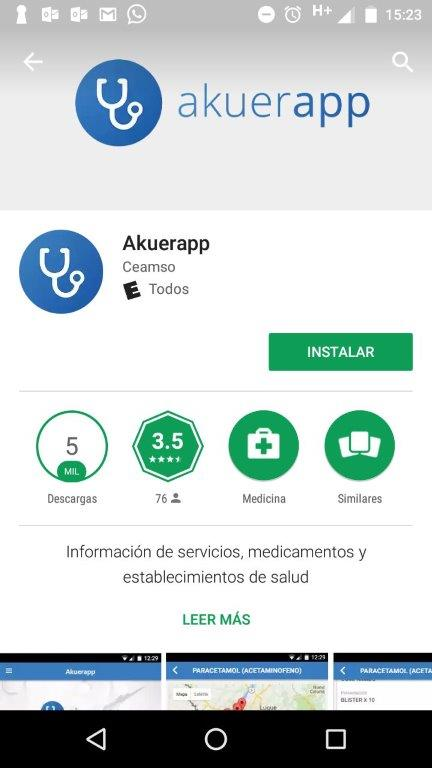 H+ 15:23
akuerapp
Akuerapp
Ceamso
E Todos
INSTALAR
5
MIL
3.5
Descargas 76 Medicina Similares
Información de servicios, medicamentos y
establecimientos de salud
LEER MÁS
12:29 12:29
Akuerapp PARACETAMOL (ACETAMINOFENO) PARACETAMOL (ACETA
Mapa Satélite
Luque
BLISTER X 10